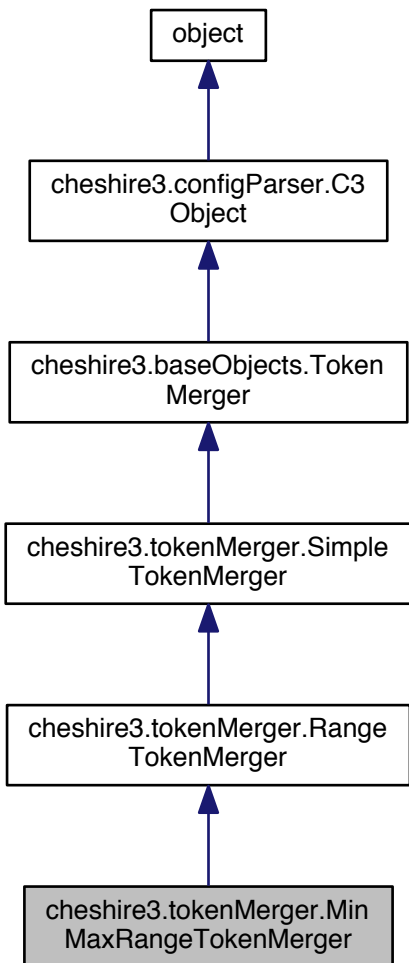 object
cheshire3.configParser.C3
Object
cheshire3.baseObjects.Token
Merger
cheshire3.tokenMerger.Simple
TokenMerger
cheshire3.tokenMerger.Range
TokenMerger
cheshire3.tokenMerger.Min
MaxRangeTokenMerger